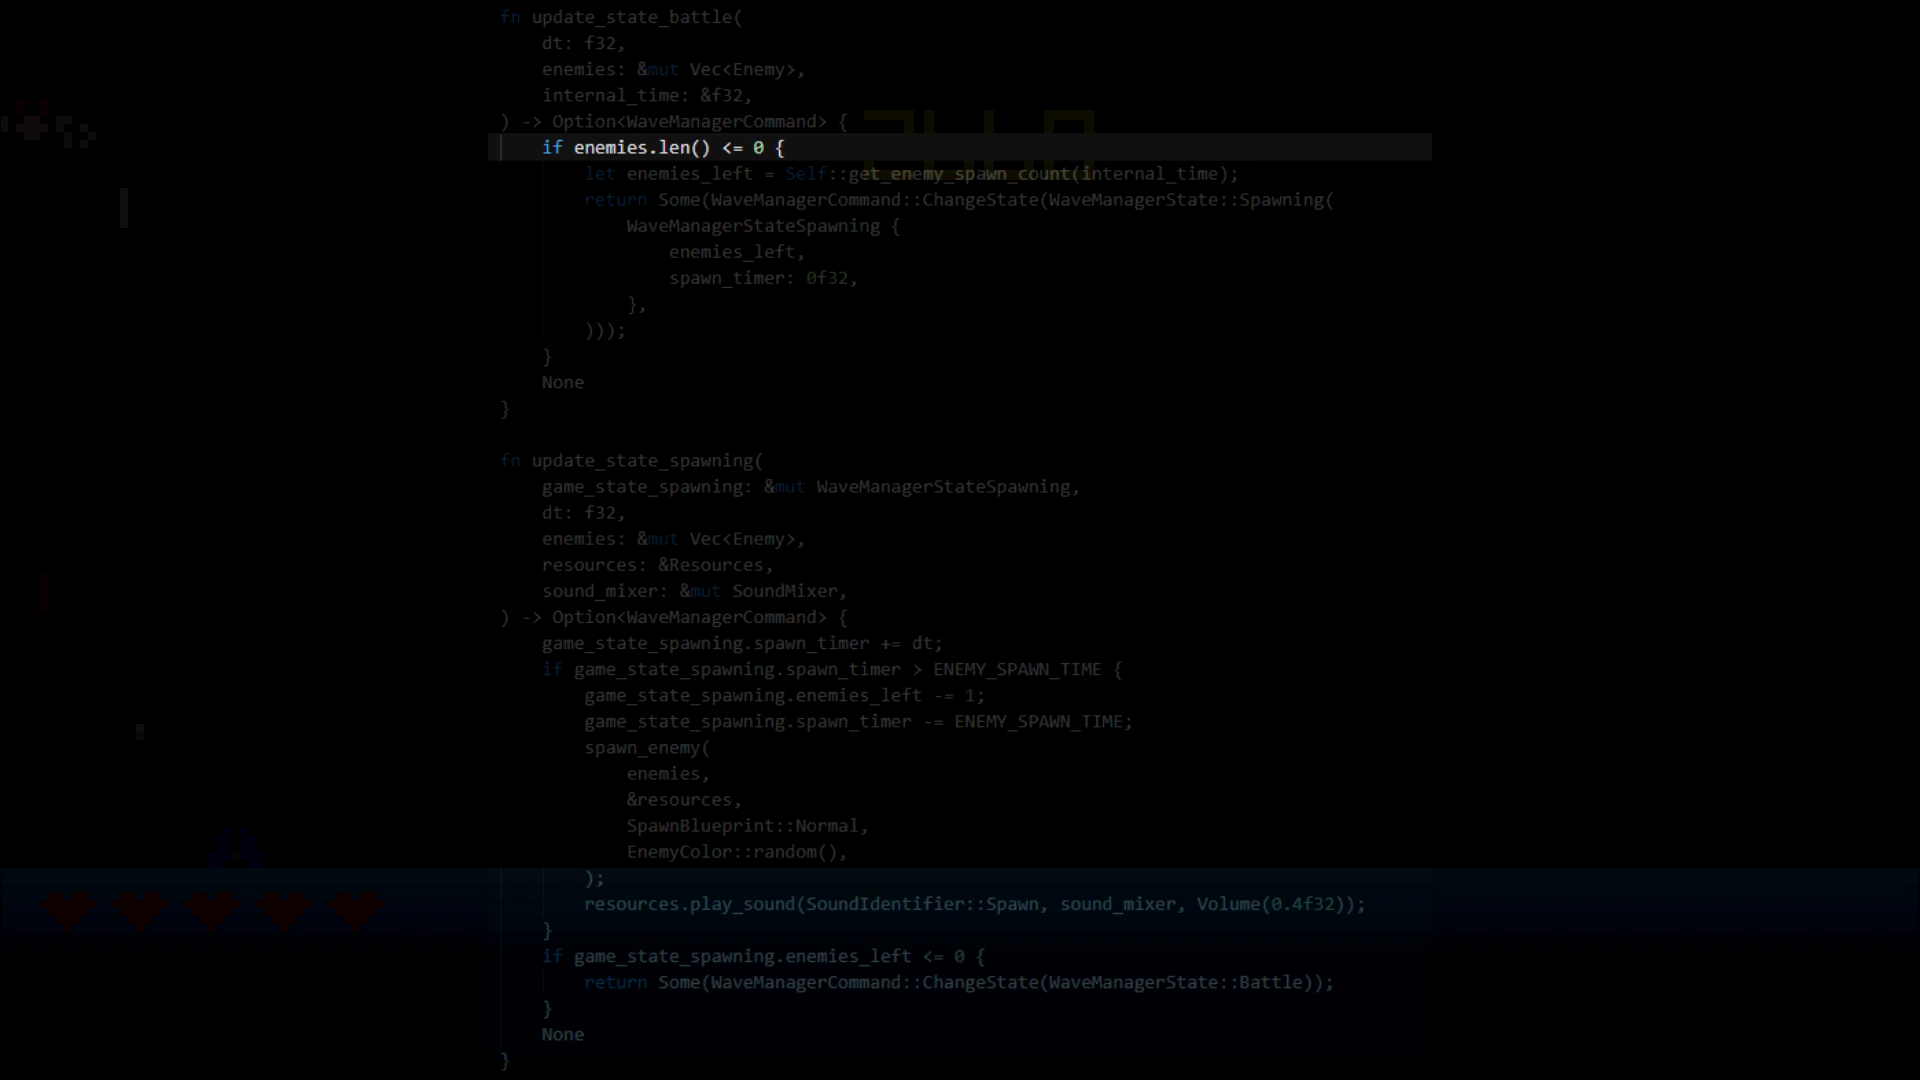 fn update_state_battle(
    dt: f32,
    enemies: &mut Vec<Enemy>,
    internal_time: &f32,
) -> Option<WaveManagerCommand> {
    if enemies.len() <= 0 {
        let enemies_left = Self::get_enemy_spawn_count(internal_time);
        return Some(WaveManagerCommand::ChangeState(WaveManagerState::Spawning(
            WaveManagerStateSpawning {
                enemies_left,
                spawn_timer: 0f32,
            },
        )));
    }
    None
}
fn update_state_spawning(
    game_state_spawning: &mut WaveManagerStateSpawning,
    dt: f32,
    enemies: &mut Vec<Enemy>,
    resources: &Resources,
    sound_mixer: &mut SoundMixer,
) -> Option<WaveManagerCommand> {
    game_state_spawning.spawn_timer += dt;
    if game_state_spawning.spawn_timer > ENEMY_SPAWN_TIME {
        game_state_spawning.enemies_left -= 1;
        game_state_spawning.spawn_timer -= ENEMY_SPAWN_TIME;
        spawn_enemy(
            enemies,
            &resources,
            SpawnBlueprint::Normal,
            EnemyColor::random(),
        );
        resources.play_sound(SoundIdentifier::Spawn, sound_mixer, Volume(0.4f32));
    }
    if game_state_spawning.enemies_left <= 0 {
        return Some(WaveManagerCommand::ChangeState(WaveManagerState::Battle));
    }
    None
}